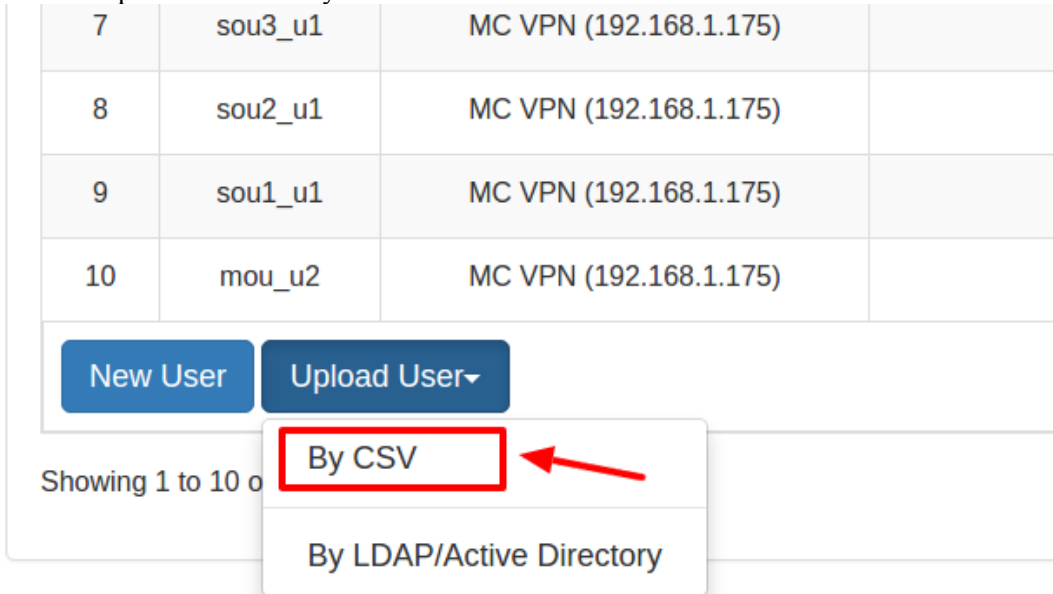 7 sou3_u1 MC VPN (192.168.1.175)
8 sou2_u1 MC VPN (192.168.1.175)
9 sou1_u1 MC VPN (192.168.1.175)
10 mou_u2 MC VPN (192.168.1.175)
New User Upload User
By CSV
Showing 1 to 10 o
By LDAP/Active Directory